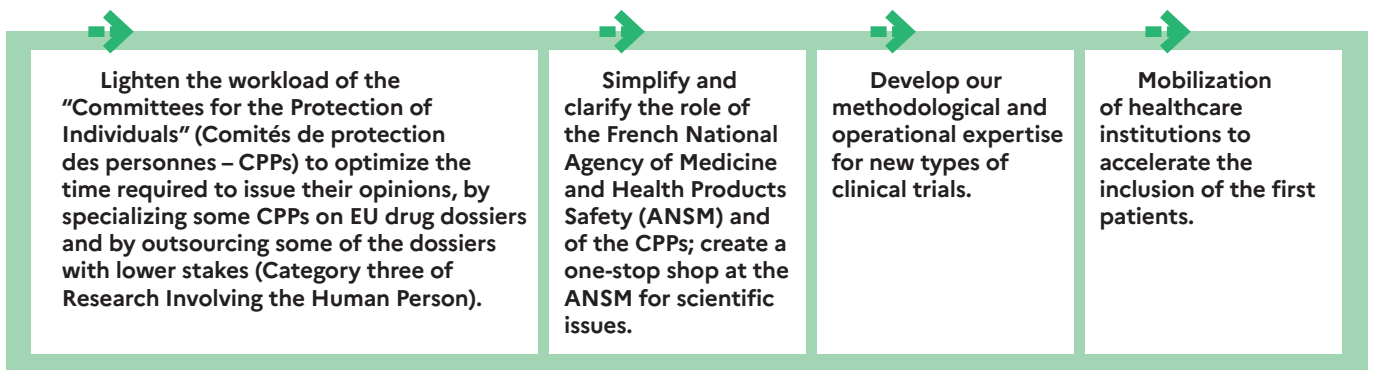 Lighten the workload of the
“Committees for the Protection of
Individuals” (Comités de protection
des personnes – CPPs) to optimize the
time required to issue their opinions, by
specializing some CPPs on EU drug dossiers
and by outsourcing some of the dossiers
with lower stakes (Category three of
Research Involving the Human Person).
Simplify and
clarify the role of
the French National
Agency of Medicine
and Health Products
Safety (ANSM) and
of the CPPs; create a
one-stop shop at the
ANSM for scientific
issues.
Develop our
methodological and
operational expertise
for new types of
clinical trials.
Mobilization
of healthcare
institutions to
accelerate the
inclusion of the first
patients.